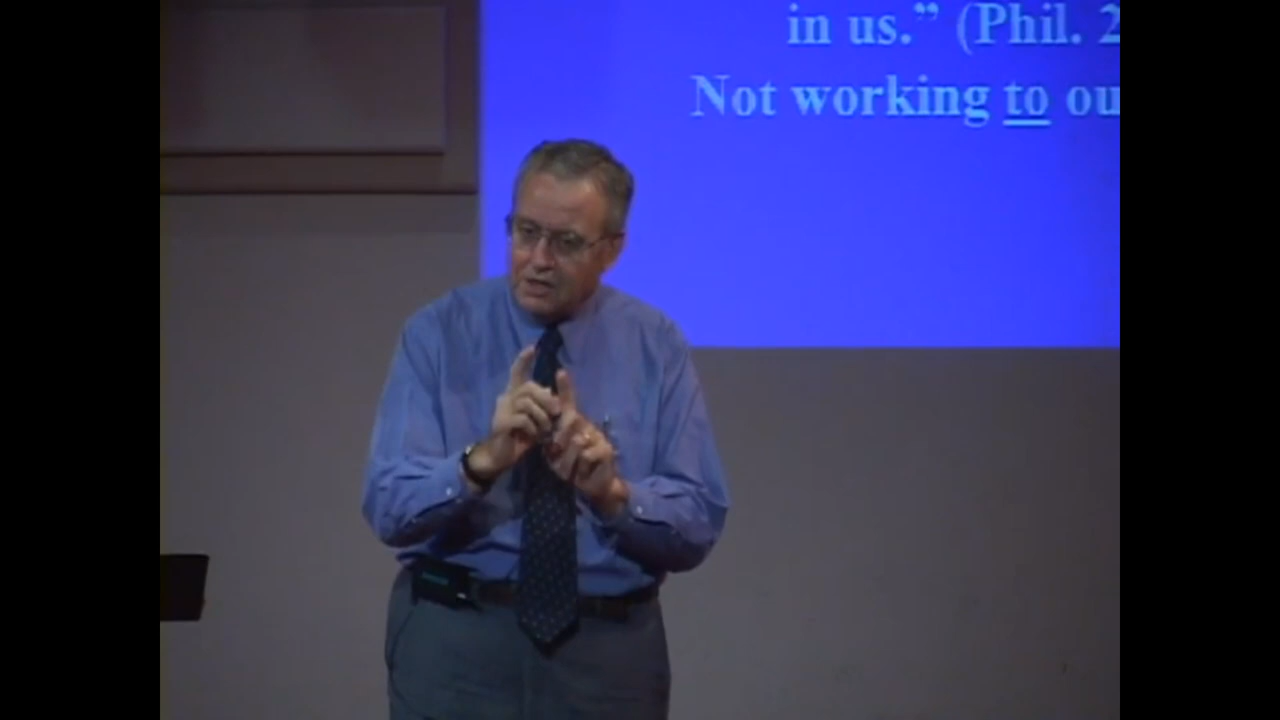 in us.” (Phil. 2
Not working to ou